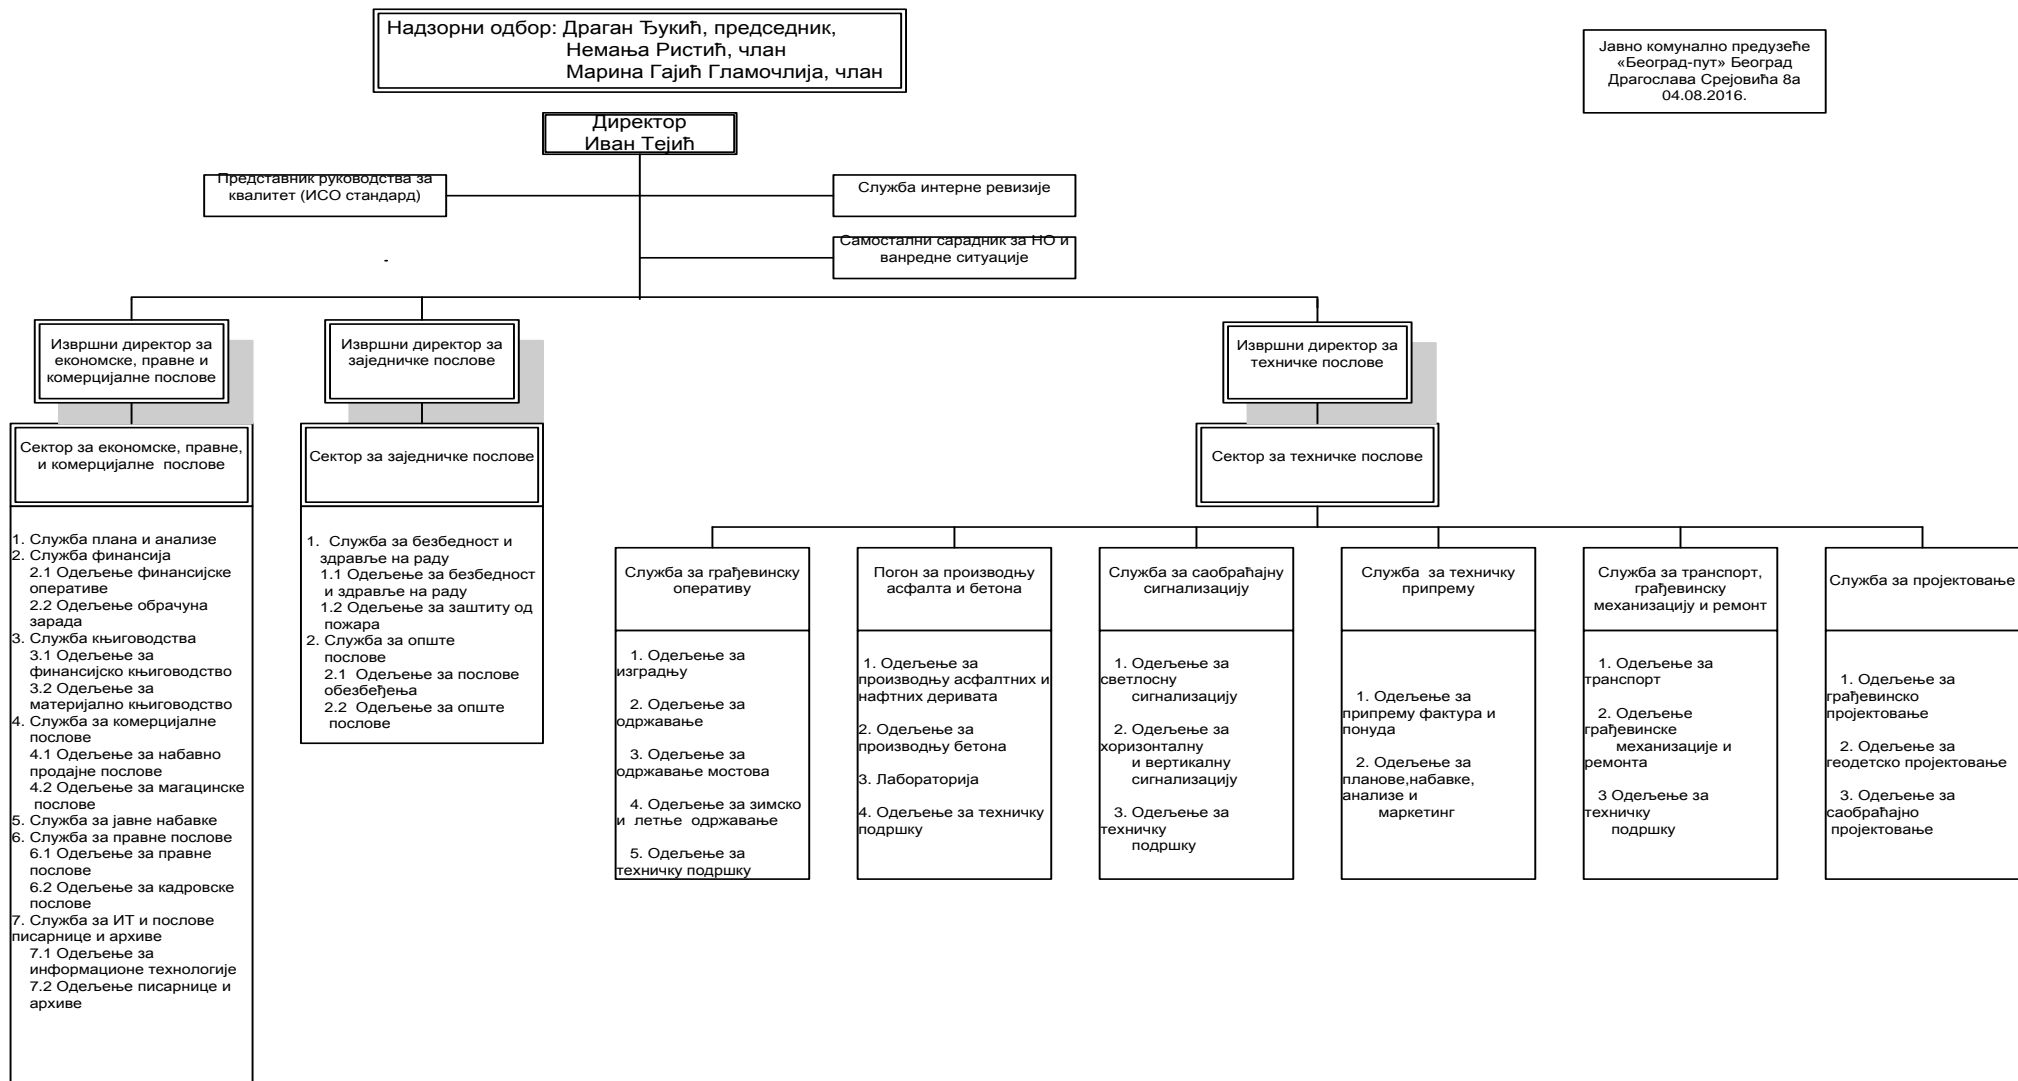 Надзорни одбор: Драган Ђукић, председник,
Немања Ристић, члан
Марина Гајић Гламочлија, члан
Јавно комунално предузеће
«Београд-пут» Београд
Драгослава Срејовића 8а
04.08.2016.
Директор
Иван Тејић
Представник руководства за
квалитет (ИСО стандард)
Служба интерне ревизије
Самостални сарадник за НО и
ванредне ситуације
-
Извршни директор за
економске, правне и
комерцијалне послове
Извршни директор за
заједничке послове
Извршни директор за
техничке послове
Сектор за економске, правне,
и комерцијалне послове
Сектор за заједничке послове
Сектор за техничке послове
1. Служба плана и анализе
2. Служба финансија
2.1 Одељење финансијске
оперативе
2.2 Одељење обрачуна
зарада
3. Служба књиговодства
3.1 Одељење за
финансијско књиговодство
3.2 Одељење за
материјално књиговодство
4. Служба за комерцијалне
послове
4.1 Одељење за набавно
продајне послове
4.2 Одељење за магацинске
послове
5. Служба за јавне набавке
6. Служба за правне послове
6.1 Одељење за правне
послове
6.2 Одељење за кадровске
послове
7. Служба за ИТ и послове
писарнице и архиве
7.1 Одељење за
информационе технологије
7.2 Одељење писарнице и
архиве
1. Служба за безбедност и
здравље на раду
1.1 Одељење за безбедност
и здравље на раду
1.2 Одељење за заштиту од
пожара
2. Служба за опште
послове
2.1 Одељење за послове
обезбеђења
2.2 Одељење за опште
послове
Служба за грађевинску
оперативу
1. Одељење за
изградњу
2. Одељење за
одржавање
3. Одељење за
одржавање мостова
4. Одељење за зимско
и летње одржавање
5. Одељење за
техничку подршку
Погон за производњу
асфалта и бетона
1. Одељење за
производњу асфалтних и
нафтних деривата
2. Одељење за
производњу бетона
3. Лабораторија
4. Одељење за техничку
подршку
Служба за саобраћајну
сигнализацију
1. Одељење за
светлосну
сигнализацију
2. Одељење за
хоризонталну
и вертикалну
сигнализацију
3. Одељење за
техничку
подршку
Служба за техничку
припрему
1. Одељење за
припрему фактура и
понуда
2. Одељење за
планове,набавке,
анализе и
маркетинг
Служба за транспорт,
грађевинску
механизацију и ремонт
1. Одељење за
транспорт
2. Одељење
грађевинске
механизације и
ремонта
3 Одељење за
техничку
подршку
Служба за пројектовање
1. Одељење за
грађевинско
пројектовање
2. Одељење за
геодетско пројектовање
3. Одељење за
саобраћајно
пројектовање